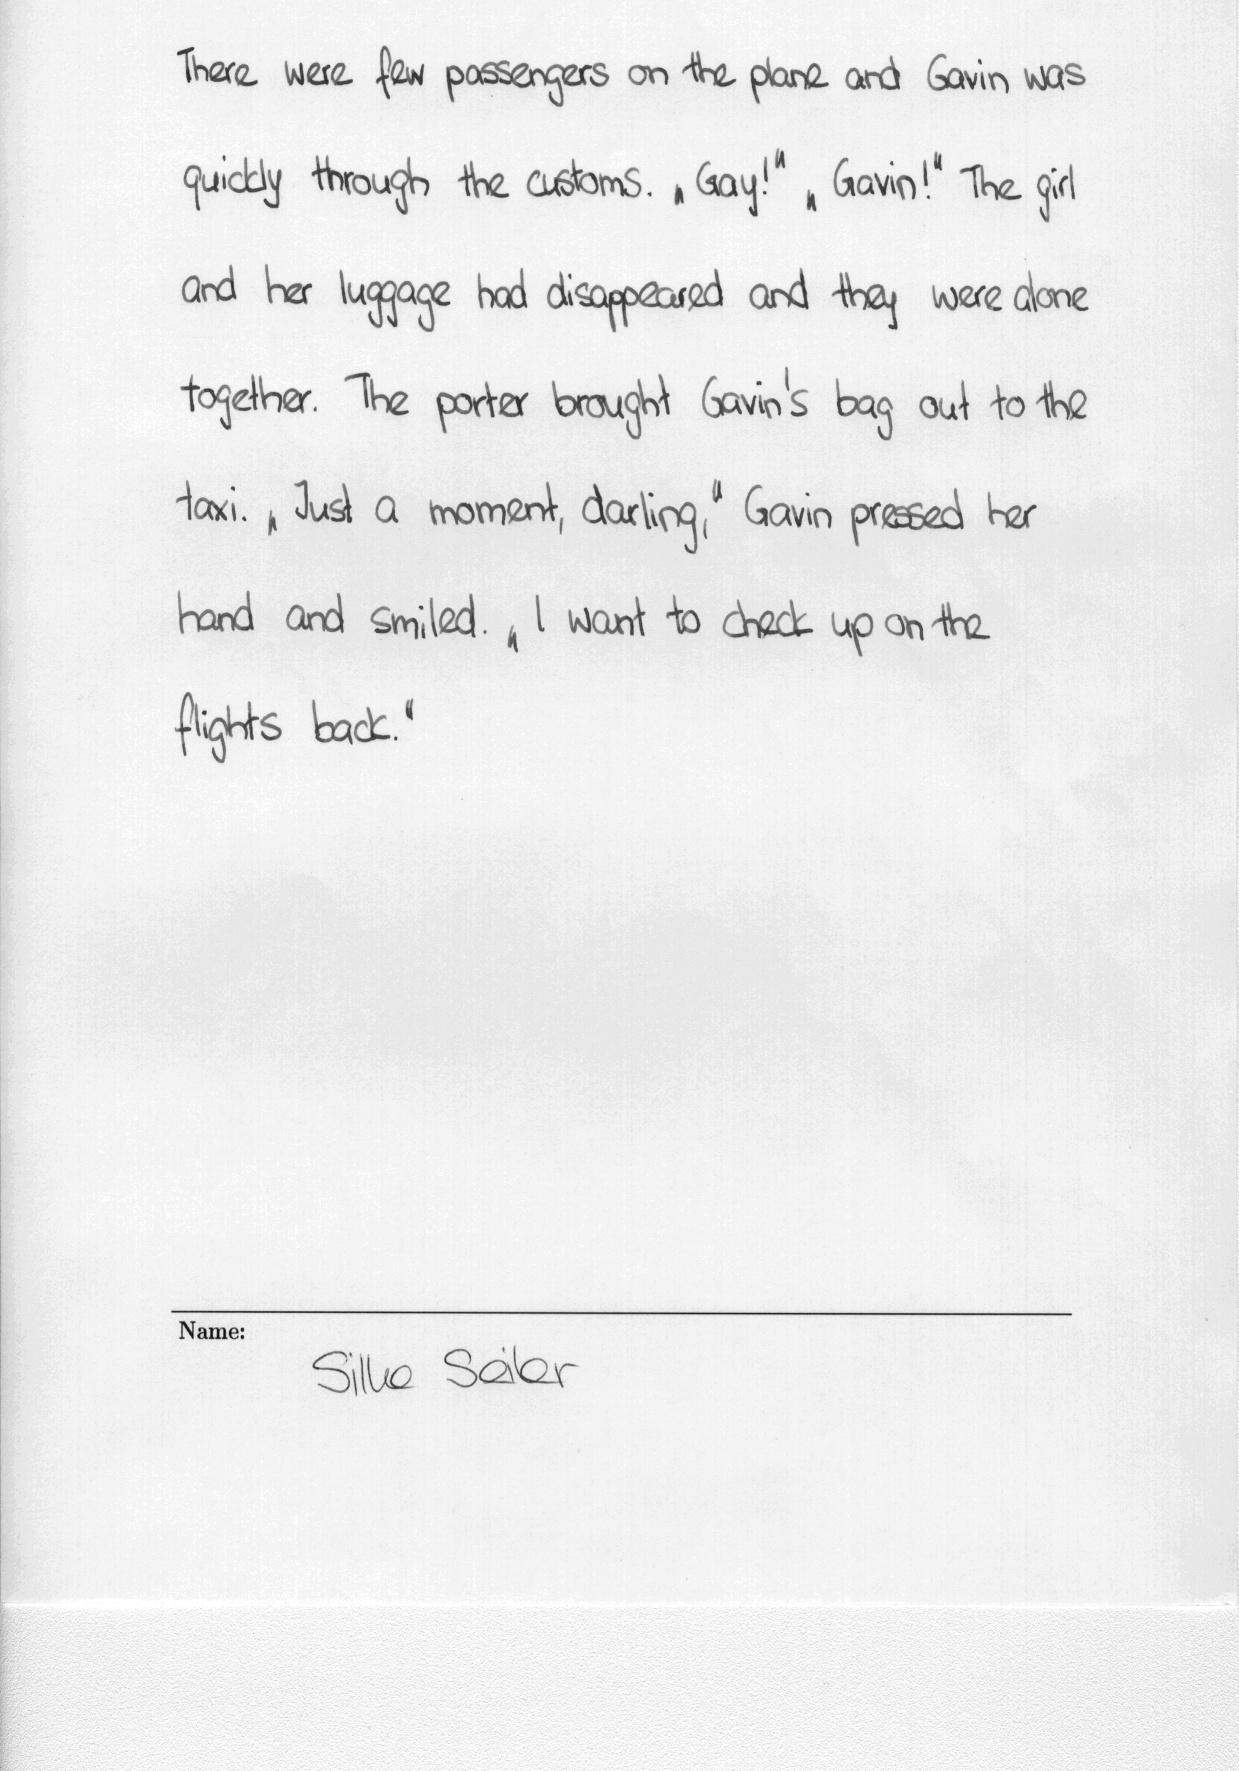 There were few passengers on the plane and Gavin was
quickly through the customs. „Gay!“ „Gavin!“ The girl
and her luggage had disappeared and they were alone
together. The porter brought Gavin's bag out to the
taxi. „Just a moment, darling,“ Gavin pressed her
hand and smiled. „I want to check up on the
flights back.“
Name:
Silke Seiler